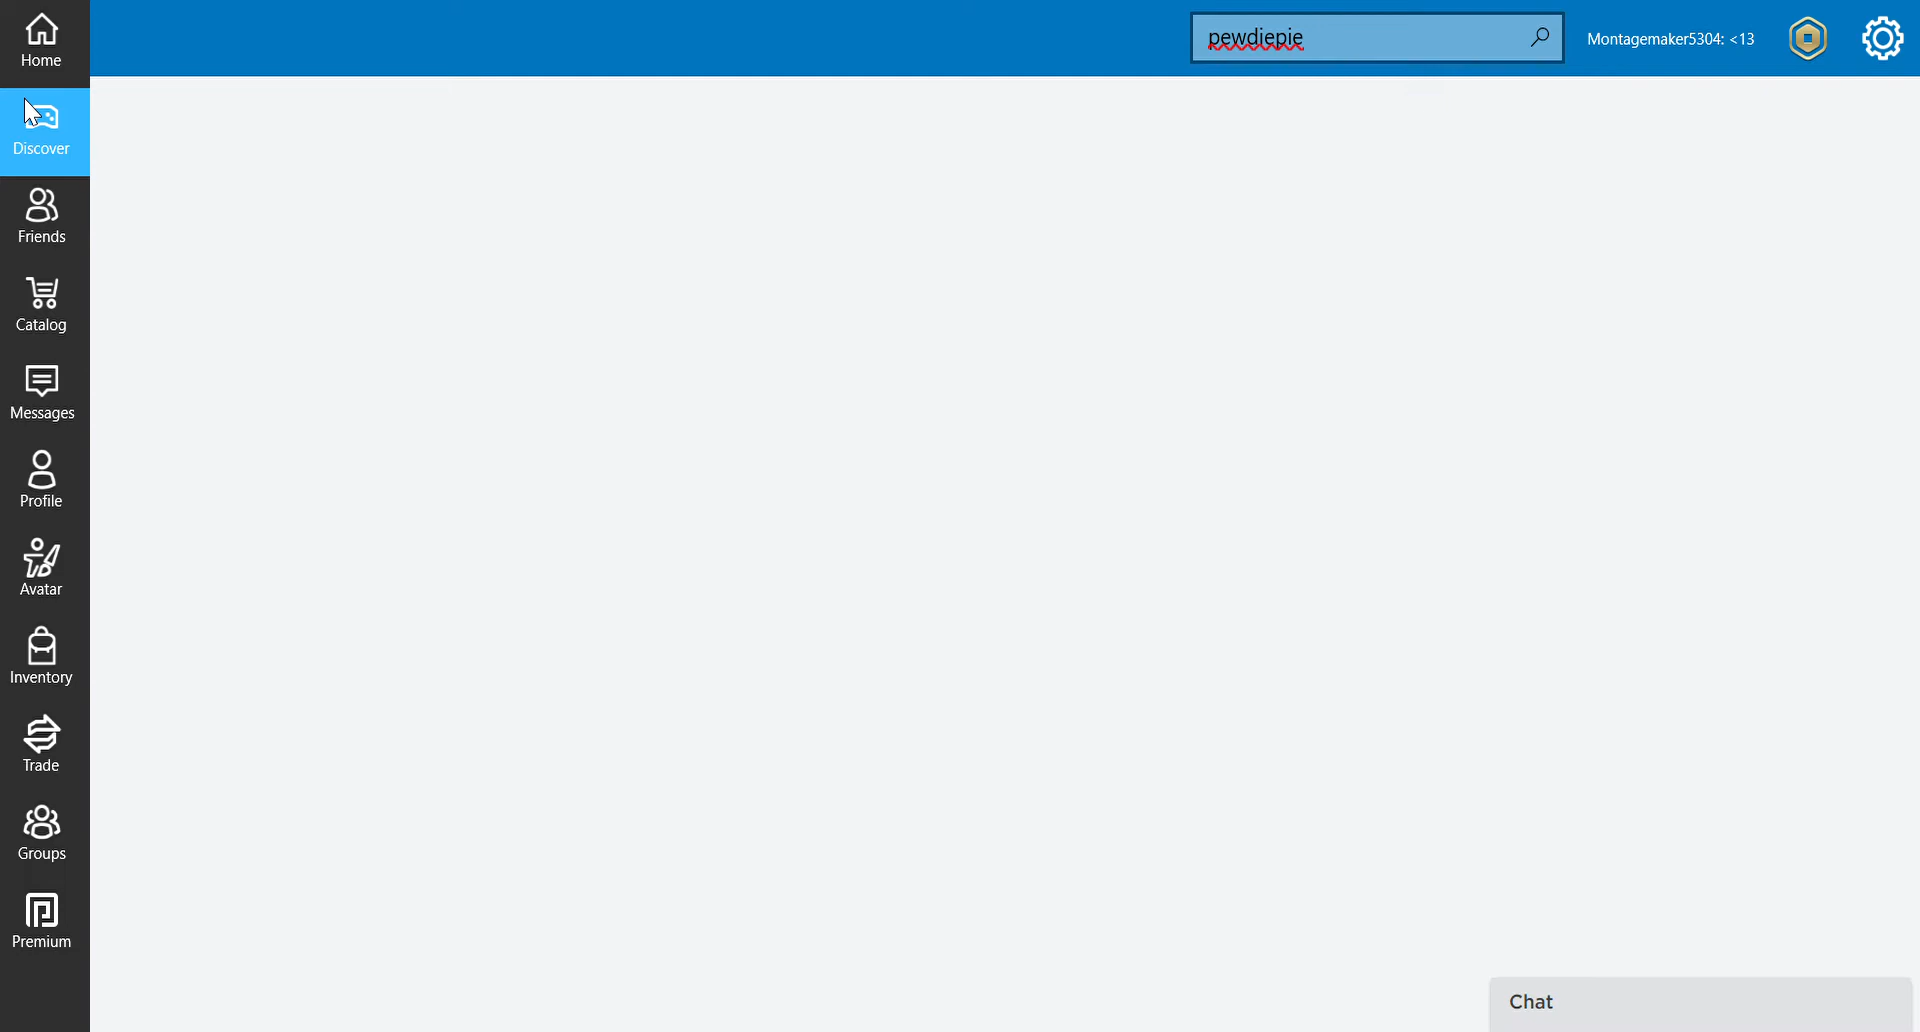 Home
pewdiepie
Montagemaker5304: <13
Discover
Friends
Catalog
Messages
Profile
Avatar
Inventory
Trade
Groups
Premium
Chat